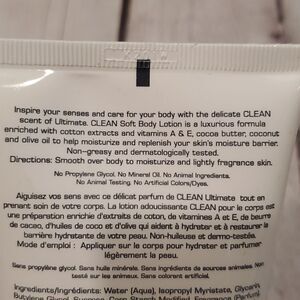 Inspire your senses and care for your body with the delicate CLEAN
scent of Ultimate. CLEAN Soft Body Lotion is a luxurious formula
enriched with cotton extracts and vitamins A & E, cocoa butter, coconut
and olive oil to help moisturize and replenish your skin's moisture barrier.
Non-greasy and dermatologically tested.
Directions: Smooth over body to moisturize and lightly fragrance skin.
No Propylene Glycol. No Mineral Oil. No Animal Ingredients.
No Animal Testing. No Artificial Colors/Dyes.
Aiguisez vos sens avec ce délicat parfum de CLEAN Ultimate tout en
prenant soin de votre corps. La lotion adoucissante CLEAN pour le corps est
une préparation enrichie d'extraits de coton, de vitamines A et E, de beurre
de cacao, d'huiles de coco et d'olive qui aident à hydrater et à restaurer la
barrière hydratante de votre peau. Non-huileuse et dermo-testée.
Mode d'emploi : Appliquer sur le corps pour hydrater et parfumer
légèrement la peau.
Sans propylène glycol. Sans huile minérale. Sans ingrédients de sources animales. Non
testé sur les animaux. Sans colorants artificiels.
Ingredients/Ingrédients: Water (Aqua), Isopropyl Myristate, Glycerin,
Butylene Glycol, Corn Starch Modified